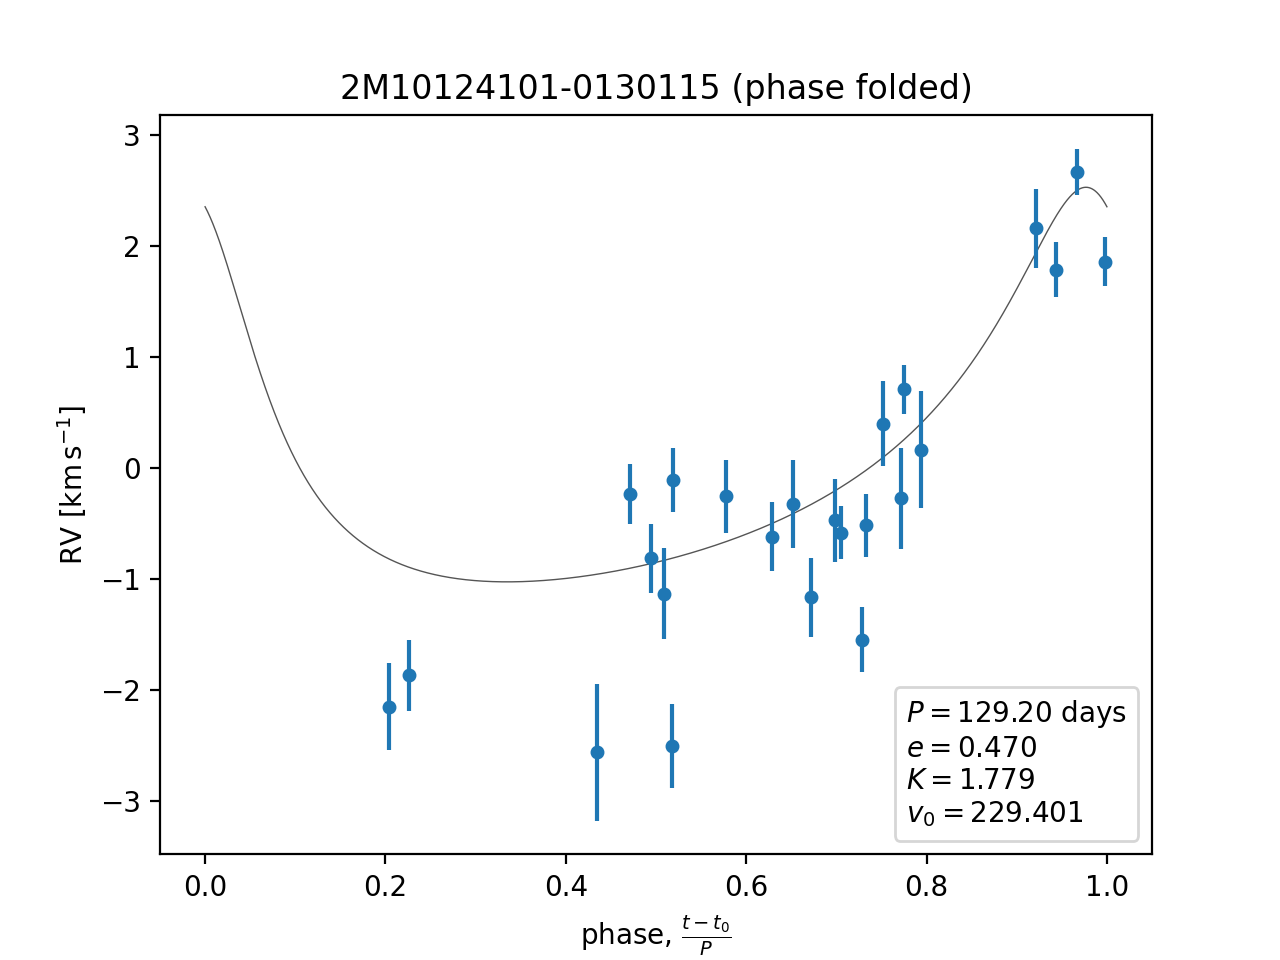 2M10124101-0130115 (phase folded)
RV [km s⁻¹]
3
2
1
0
−1
−2
−3
P = 129.20 days
e = 0.470
K = 1.779
v₀ = 229.401
0.0 0.2 0.4 0.6 0.8 1.0
phase, (t − t₀)/P